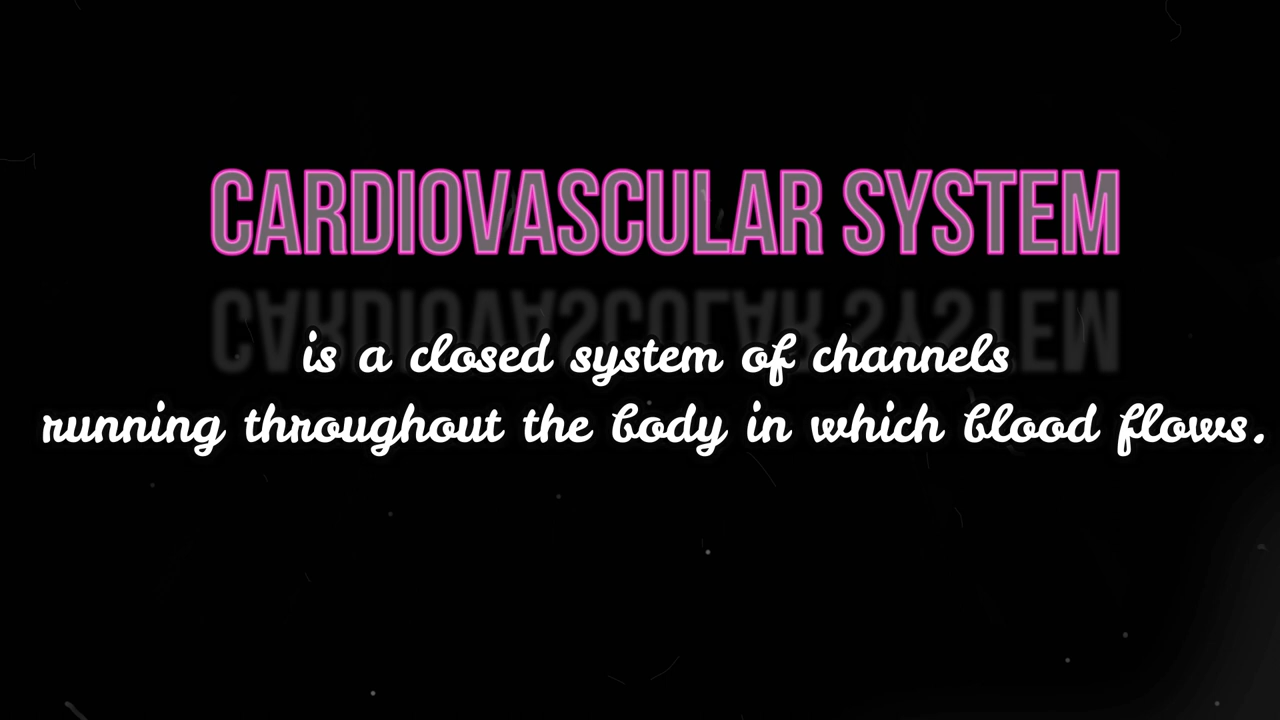 CARDIOVASCULAR SYSTEM
is a closed system of channels
running throughout the body in which blood flows.